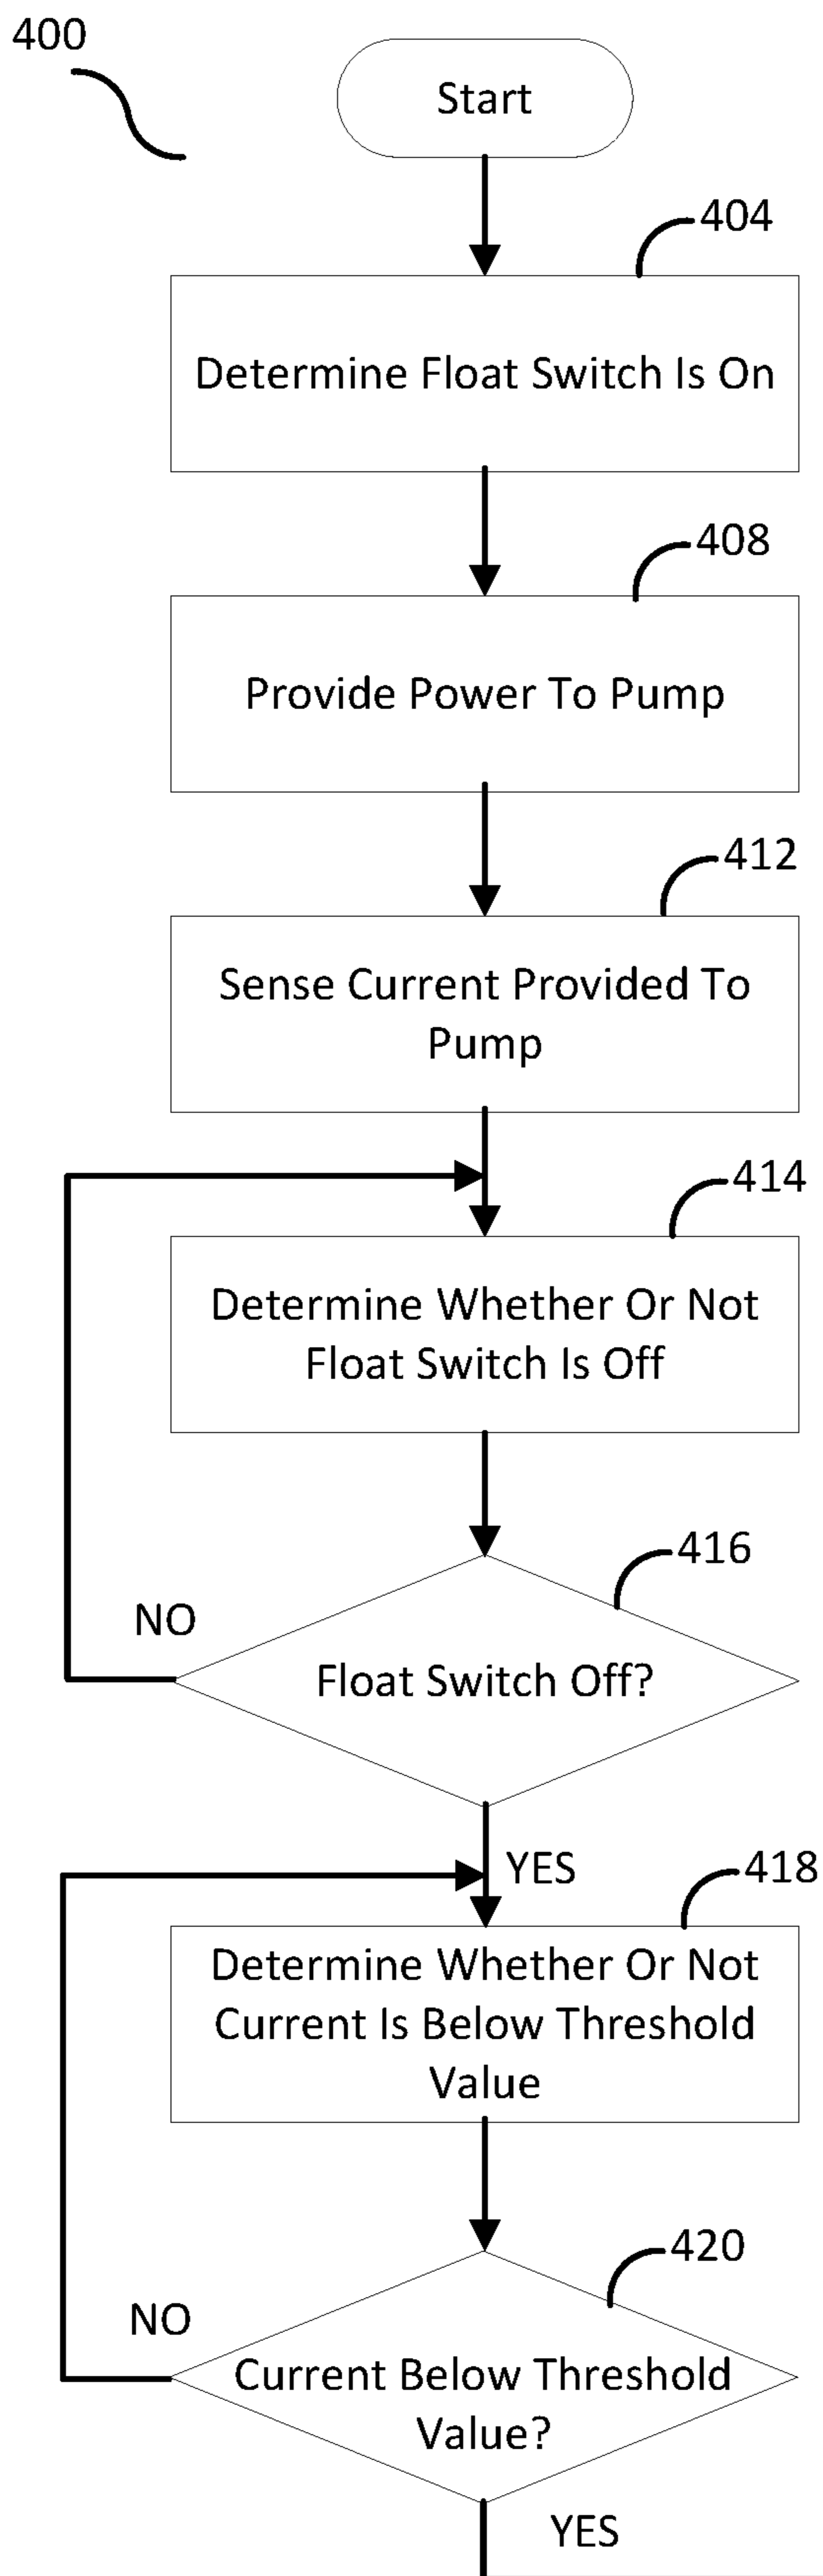 400
Start
404
Determine Float Switch Is On
408
Provide Power To Pump
412
Sense Current Provided To
Pump
414
Determine Whether Or Not
Float Switch Is Off
416
NO
Float Switch Off?
YES
418
Determine Whether Or Not
Current Is Below Threshold
Value
420
NO
Current Below Threshold
Value?
YES